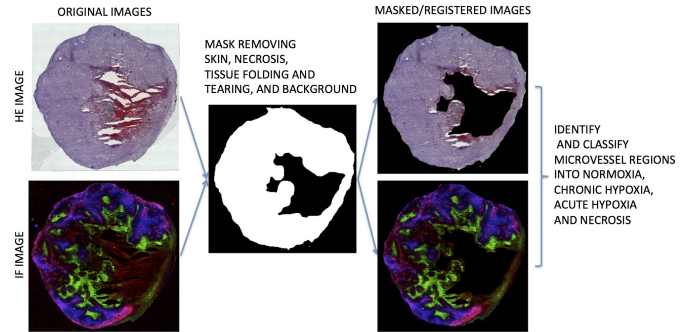 ORIGINAL IMAGES
MASKED/REGISTERED IMAGES
HE IMAGE
MASK REMOVING
SKIN, NECROSIS,
TISSUE FOLDING AND
TEARING, AND BACKGROUND
IDENTIFY
AND CLASSIFY
MICROVESSEL REGIONS
INTO NORMOXIA,
CHRONIC HYPOXIA,
ACUTE HYPOXIA
AND NECROSIS
IF IMAGE